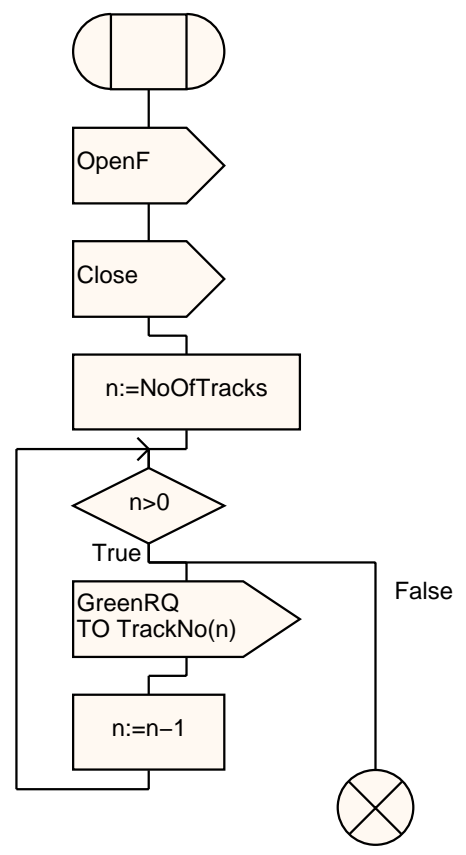 OpenF
Close
n:=NoOfTracks
n>0
True
False
GreenRQ
TO TrackNo(n)
n:=n−1